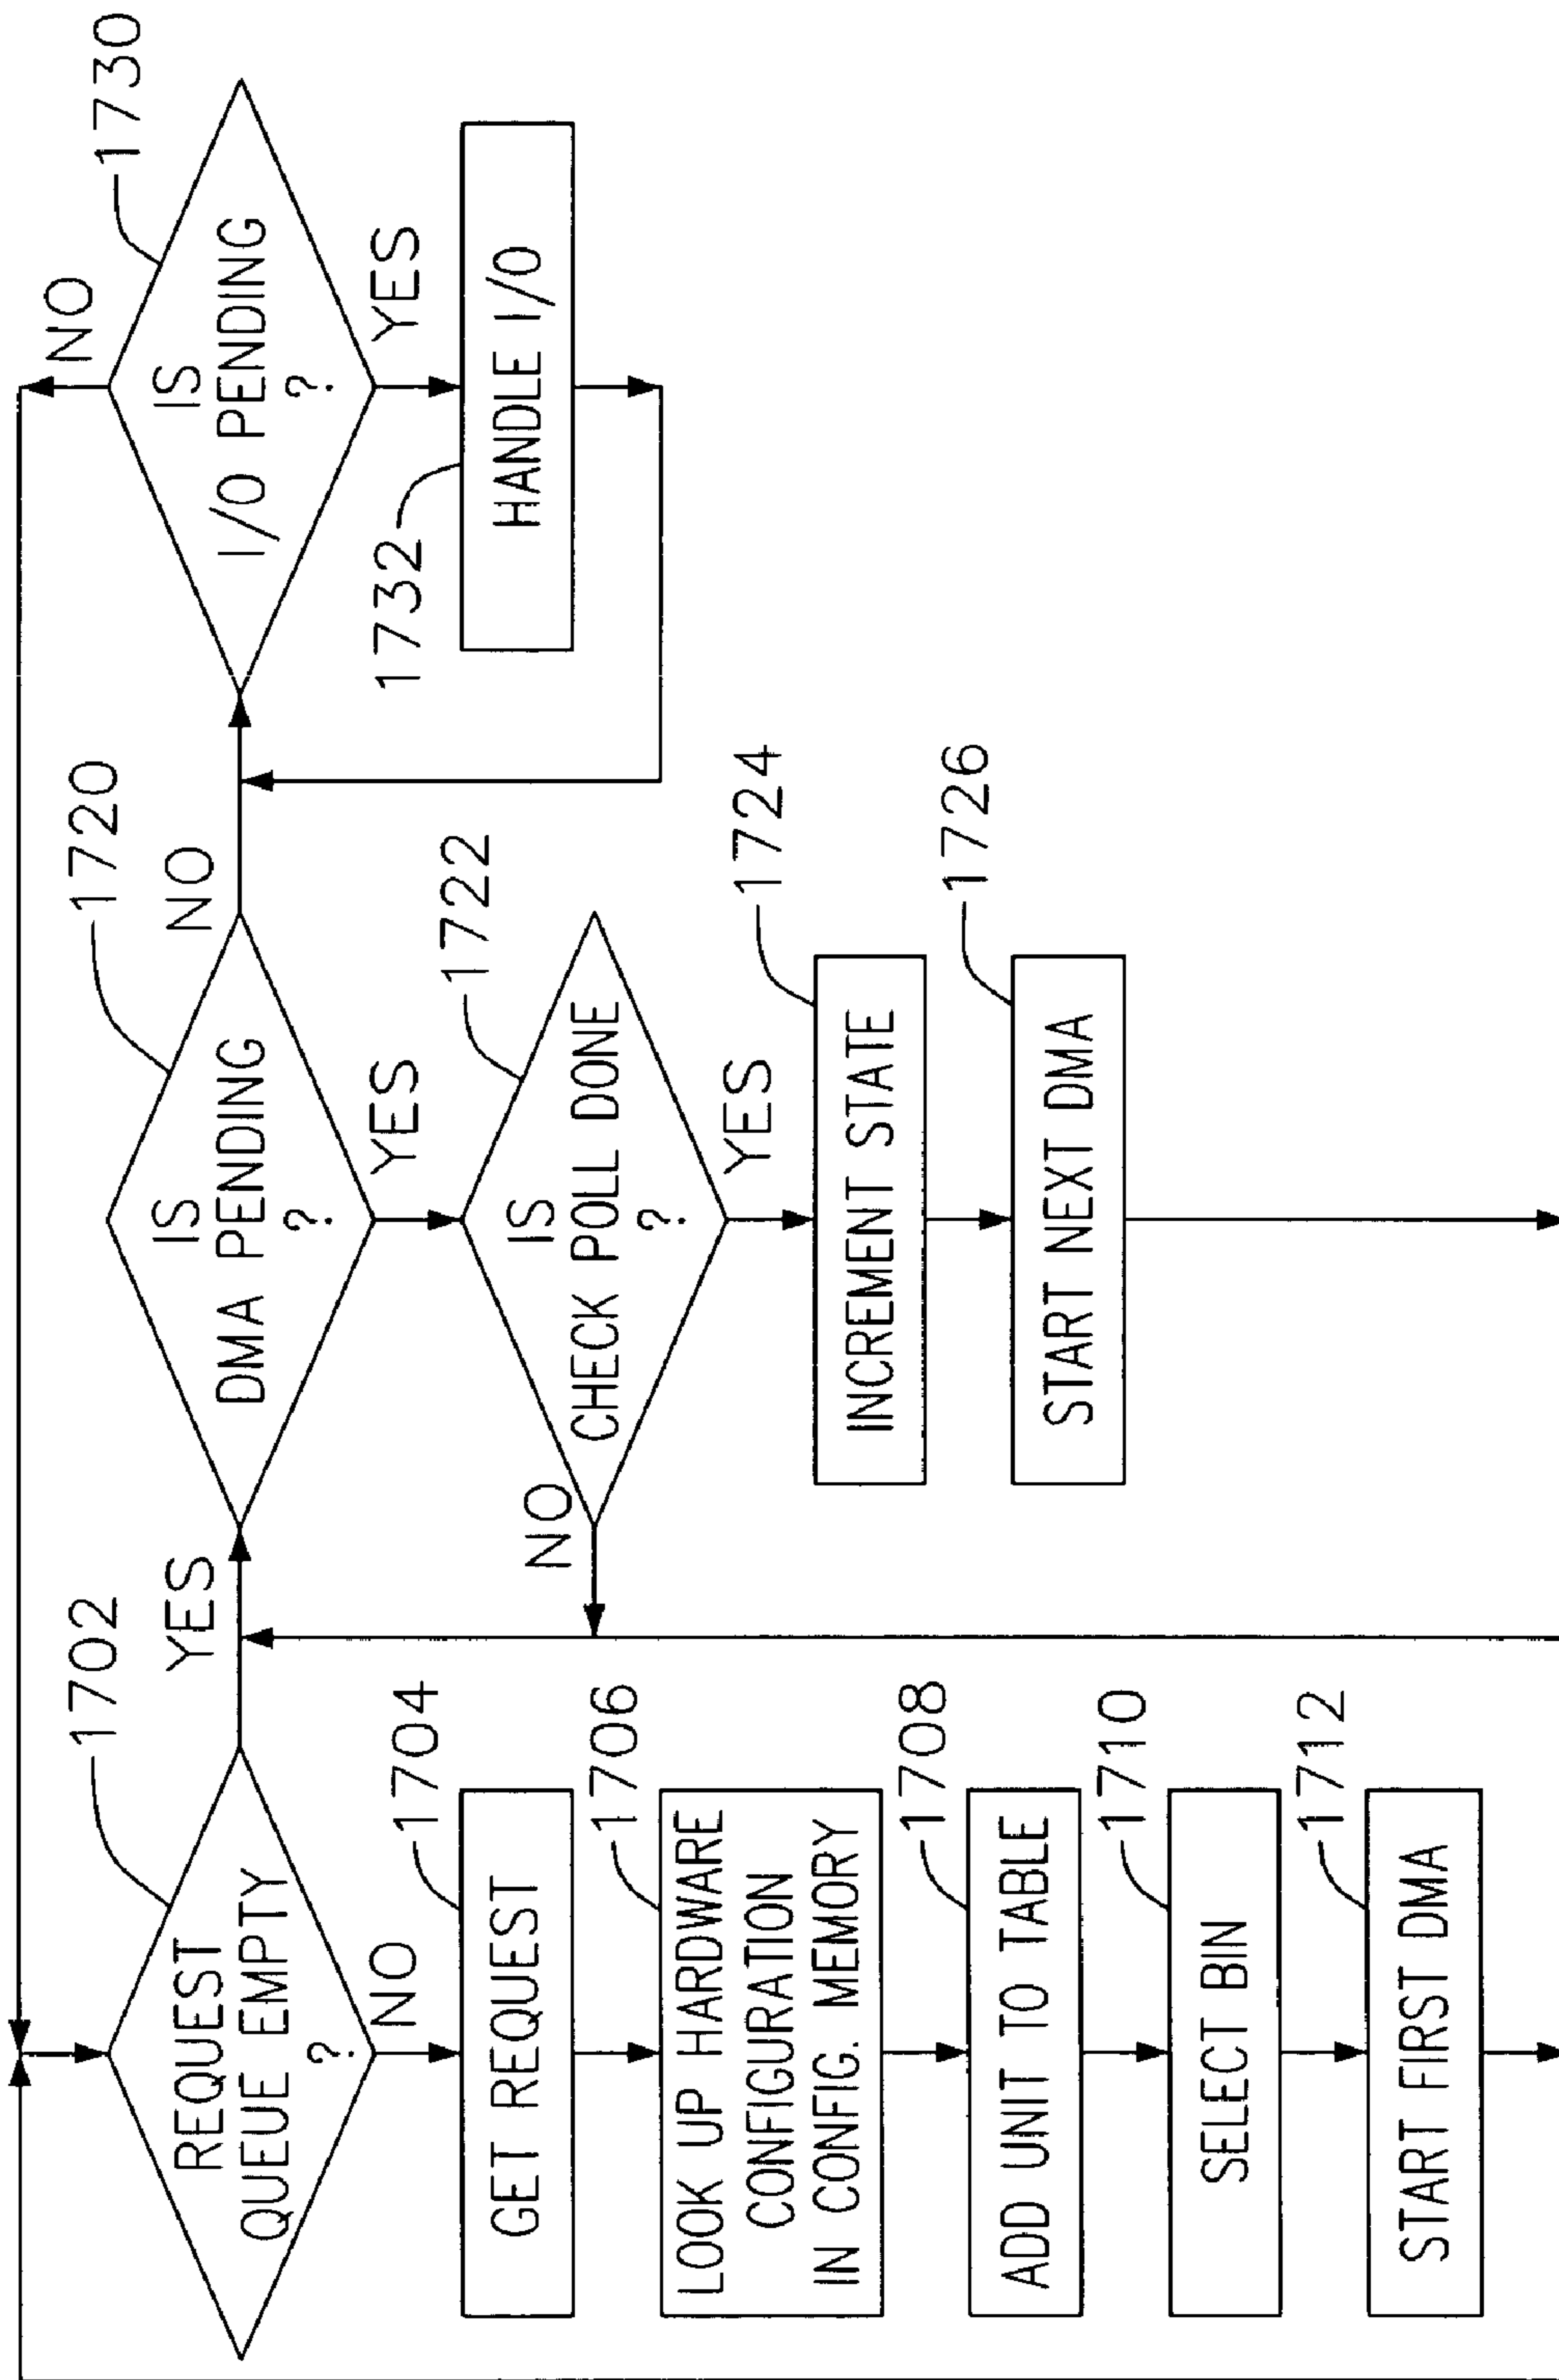 1702
REQUEST
QUEUE EMPTY
?
YES
NO
1704
GET REQUEST
1706
LOOK UP HARDWARE
CONFIGURATION
IN CONFIG. MEMORY
1708
ADD UNIT TO TABLE
1710
SELECT BIN
1712
START FIRST DMA
1720
IS
DMA PENDING
?
NO
YES
1722
IS
CHECK POLL DONE
?
NO
YES
1724
INCREMENT STATE
1726
START NEXT DMA
1730
IS
I/O PENDING
?
NO
YES
1732
HANDLE I/O